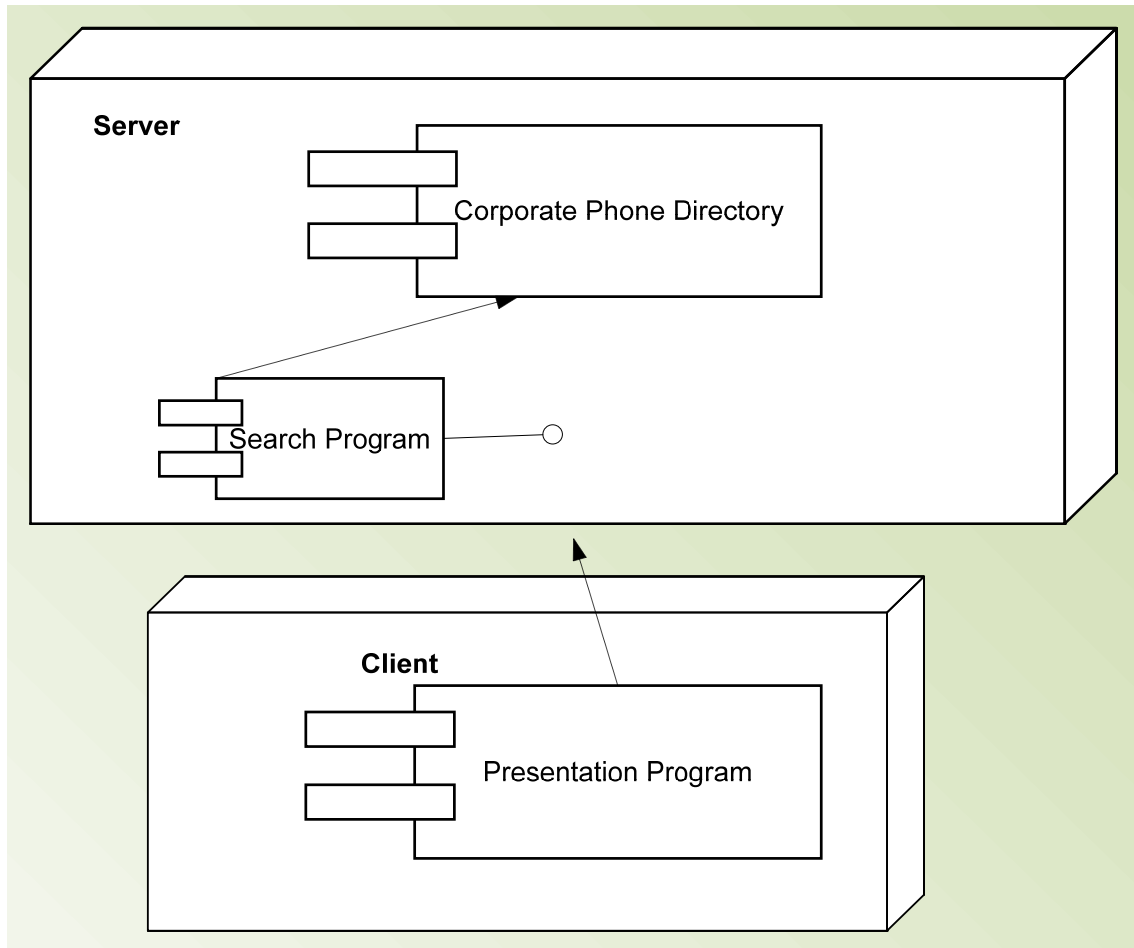 Server
Corporate Phone Directory
Search Program
Client
Presentation Program